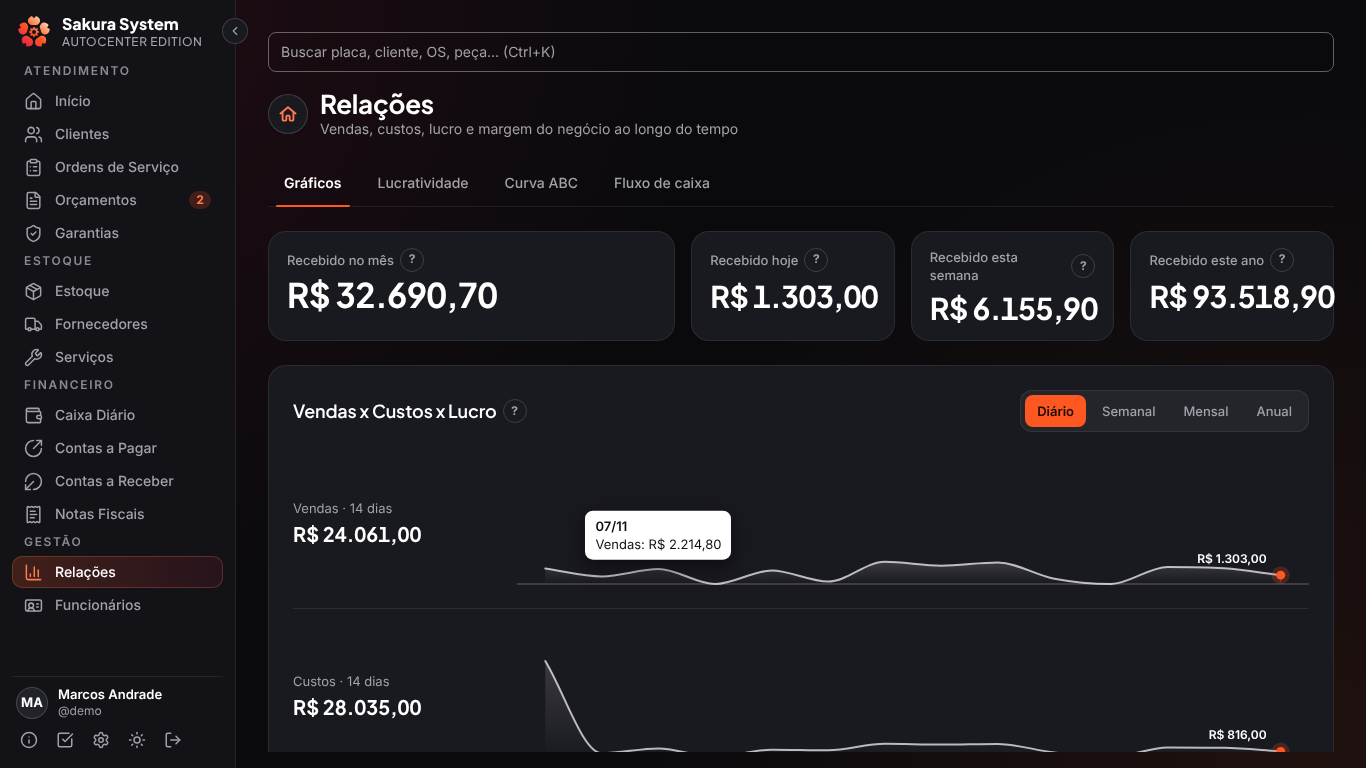 Sakura System
AUTOCENTER EDITION
ATENDIMENTO
Início
Clientes
Ordens de Serviço
Orçamentos
2
Garantias
ESTOQUE
Estoque
Fornecedores
Serviços
FINANCEIRO
Caixa Diário
Contas a Pagar
Contas a Receber
Notas Fiscais
GESTÃO
Relações
Funcionários
MA
Marcos Andrade
@demo
Buscar placa, cliente, OS, peça... (Ctrl+K)
Relações
Vendas, custos, lucro e margem do negócio ao longo do tempo
Gráficos
Lucratividade
Curva ABC
Fluxo de caixa
Recebido no mês ?
R$ 32.690,70
Recebido hoje ?
R$ 1.303,00
Recebido esta
semana
?
R$ 6.155,90
Recebido este ano ?
R$ 93.518,90
Vendas x Custos x Lucro ?
Diário
Semanal
Mensal
Anual
Vendas · 14 dias
R$ 24.061,00
07/11
Vendas: R$ 2.214,80
R$ 1.303,00
Custos · 14 dias
R$ 28.035,00
R$ 816,00